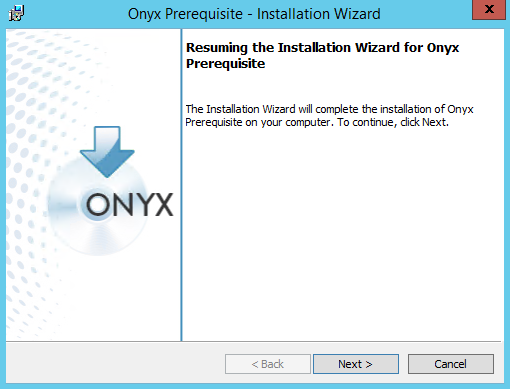 Onyx Prerequisite - Installation Wizard
x
Resuming the Installation Wizard for Onyx
Prerequisite
The Installation Wizard will complete the installation of Onyx
Prerequisite on your computer. To continue, click Next.
ONYX
< Back
Next >
Cancel